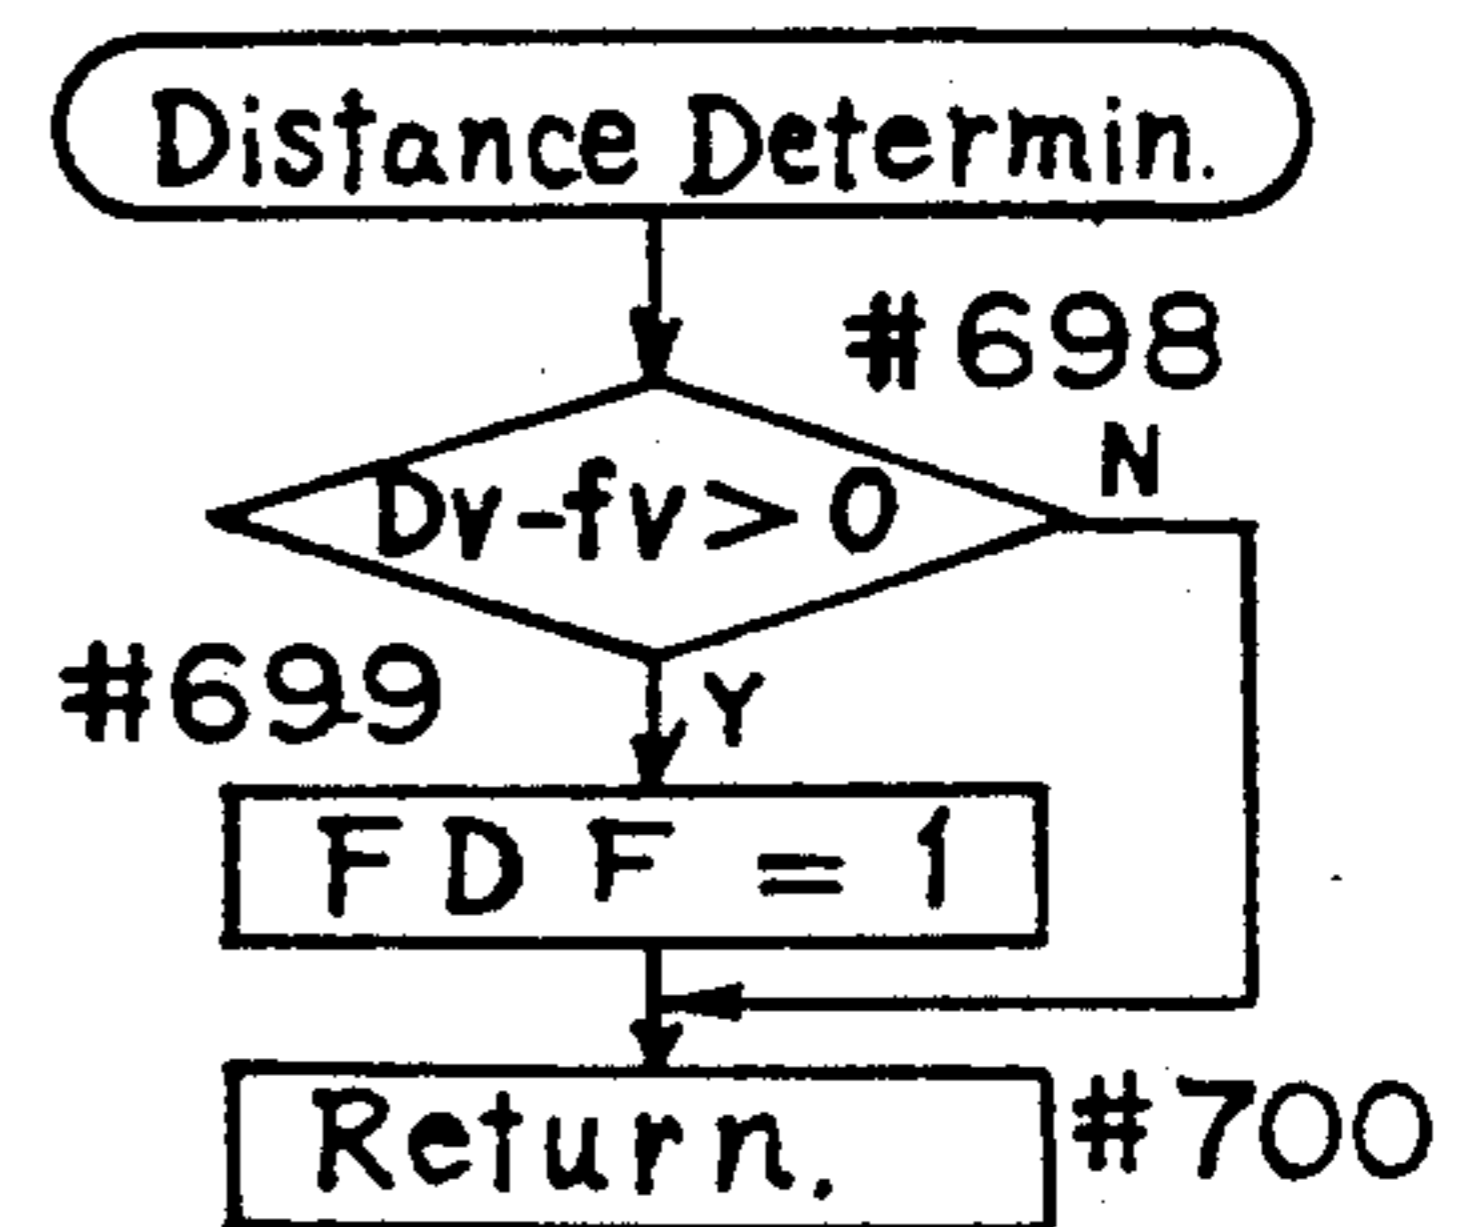 Distance Determin.
#698
N
Dv-fv>0
#699
Y
FDF = 1
Return.
#700